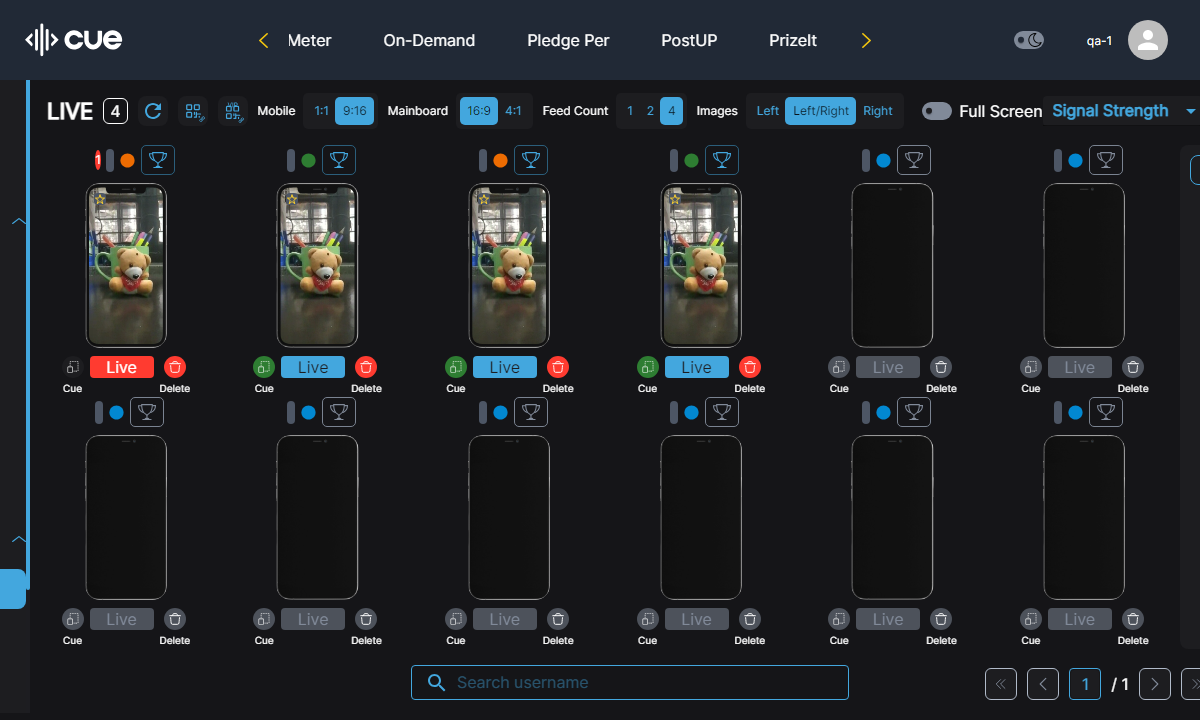 cue
Meter On-Demand Pledge Per PostUP PrizeIt
qa-1
LIVE 4 Mobile 1:1 9:16 Mainboard 16:9 4:1 Feed Count 1 2 4 Images Left Left/Right Right Full Screen Signal Strength
1
Live Live Live Live Live Live
Cue Delete Cue Delete Cue Delete Cue Delete Cue Delete Cue Delete
Live Live Live Live Live Live
Cue Delete Cue Delete Cue Delete Cue Delete Cue Delete Cue Delete
Search username
1 / 1